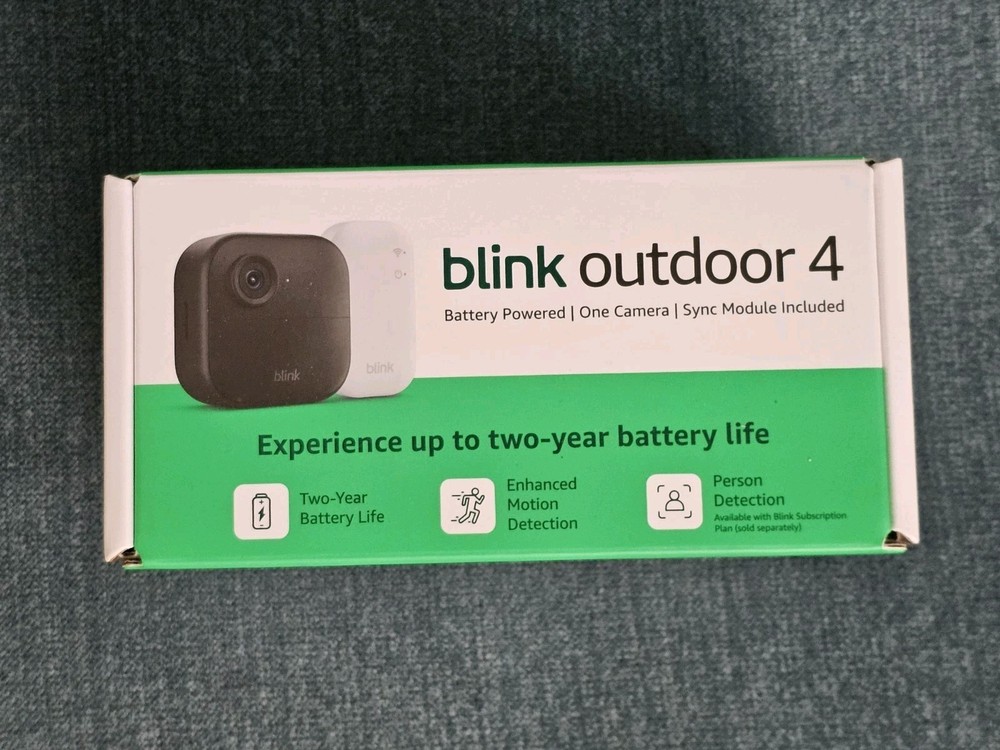 blink outdoor 4
Battery Powered | One Camera | Sync Module Included
blink
blink
Experience up to two-year battery life
Two-Year
Battery Life
Enhanced
Motion
Detection
Person
Detection
Available with Blink Subscription
Plan (sold separately)